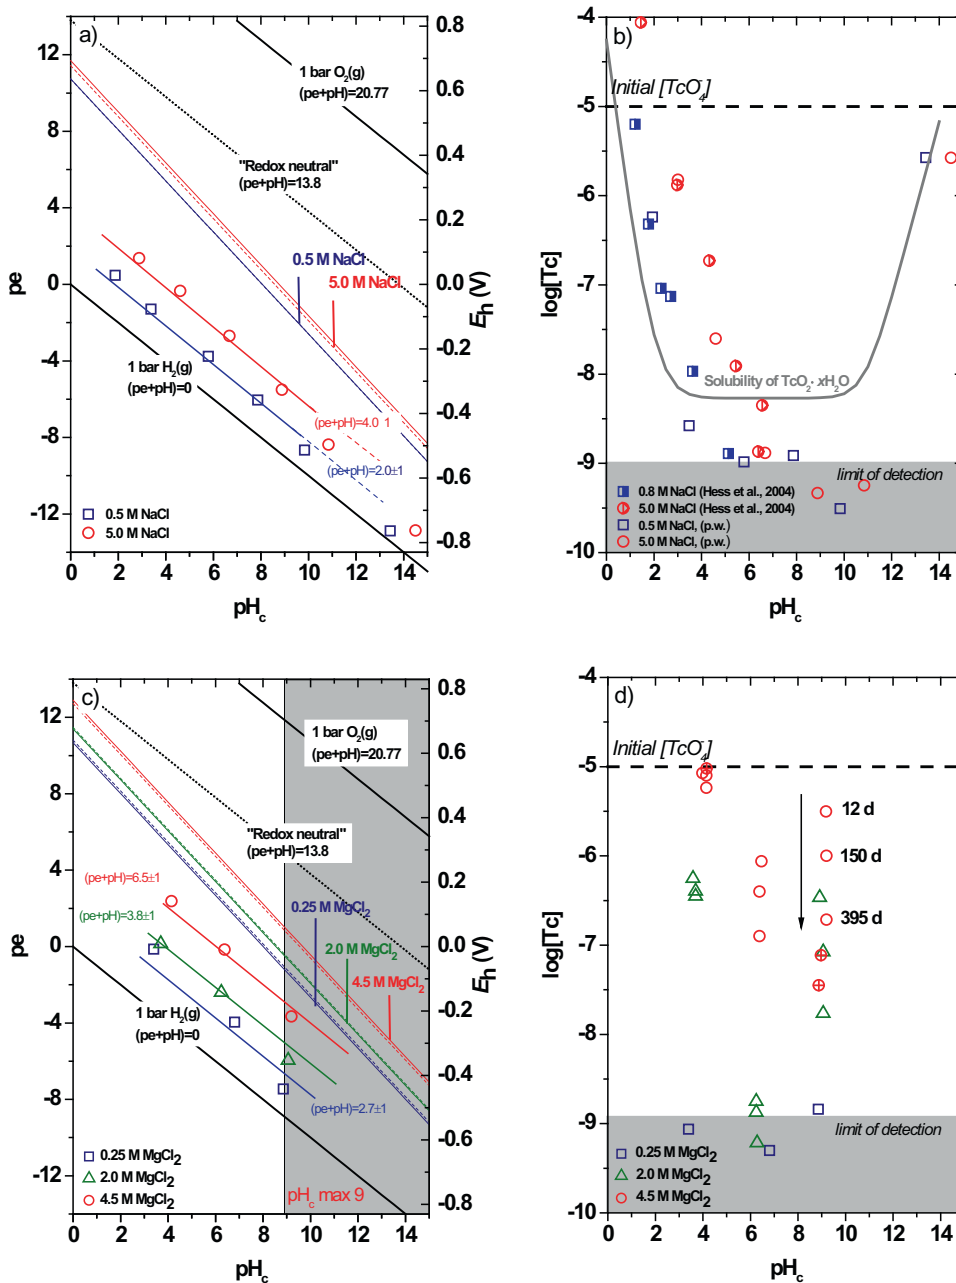 a)
1 bar O2(g)
(pe+pH)=20.77
"Redox neutral"
(pe+pH)=13.8
0.5 M NaCl
5.0 M NaCl
1 bar H2(g)
(pe+pH)=0
(pe+pH)=4.0 1
(pe+pH)=2.0±1
0.5 M NaCl
5.0 M NaCl
12
8
4
0
-4
-8
-12
pe
0.8
0.6
0.4
0.2
0.0
-0.2
-0.4
-0.6
-0.8
Eh (V)
0 2 4 6 8 10 12 14
pHc
b)
Initial [TcO4-]
Solubility of TcO2· xH2O
limit of detection
0.8 M NaCl (Hess et al., 2004)
5.0 M NaCl (Hess et al., 2004)
0.5 M NaCl, (p.w.)
5.0 M NaCl, (p.w.)
-4
-5
-6
-7
-8
-9
-10
log[Tc]
0 2 4 6 8 10 12 14
pHc
c)
1 bar O2(g)
(pe+pH)=20.77
"Redox neutral"
(pe+pH)=13.8
(pe+pH)=6.5±1
(pe+pH)=3.8±1
0.25 M MgCl2
2.0 M MgCl2
4.5 M MgCl2
1 bar H2(g)
(pe+pH)=0
(pe+pH)=2.7±1
0.25 M MgCl2
2.0 M MgCl2
4.5 M MgCl2
pHc max 9
12
8
4
0
-4
-8
-12
pe
0.8
0.6
0.4
0.2
0.0
-0.2
-0.4
-0.6
-0.8
Eh (V)
0 2 4 6 8 10 12 14
pHc
d)
Initial [TcO4-]
12 d
150 d
395 d
limit of detection
0.25 M MgCl2
2.0 M MgCl2
4.5 M MgCl2
-4
-5
-6
-7
-8
-9
-10
log[Tc]
0 2 4 6 8 10 12 14
pHc